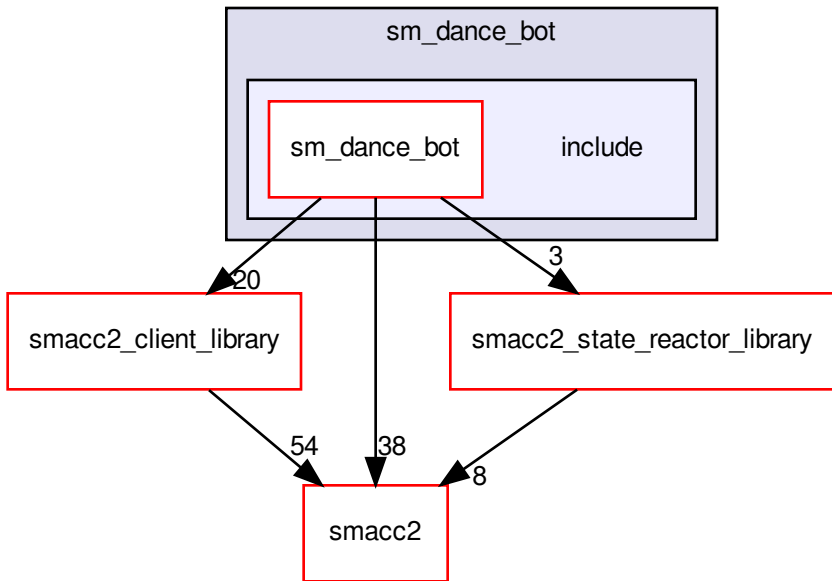 sm_dance_bot
sm_dance_bot
include
20
3
smacc2_client_library
smacc2_state_reactor_library
54
38
8
smacc2